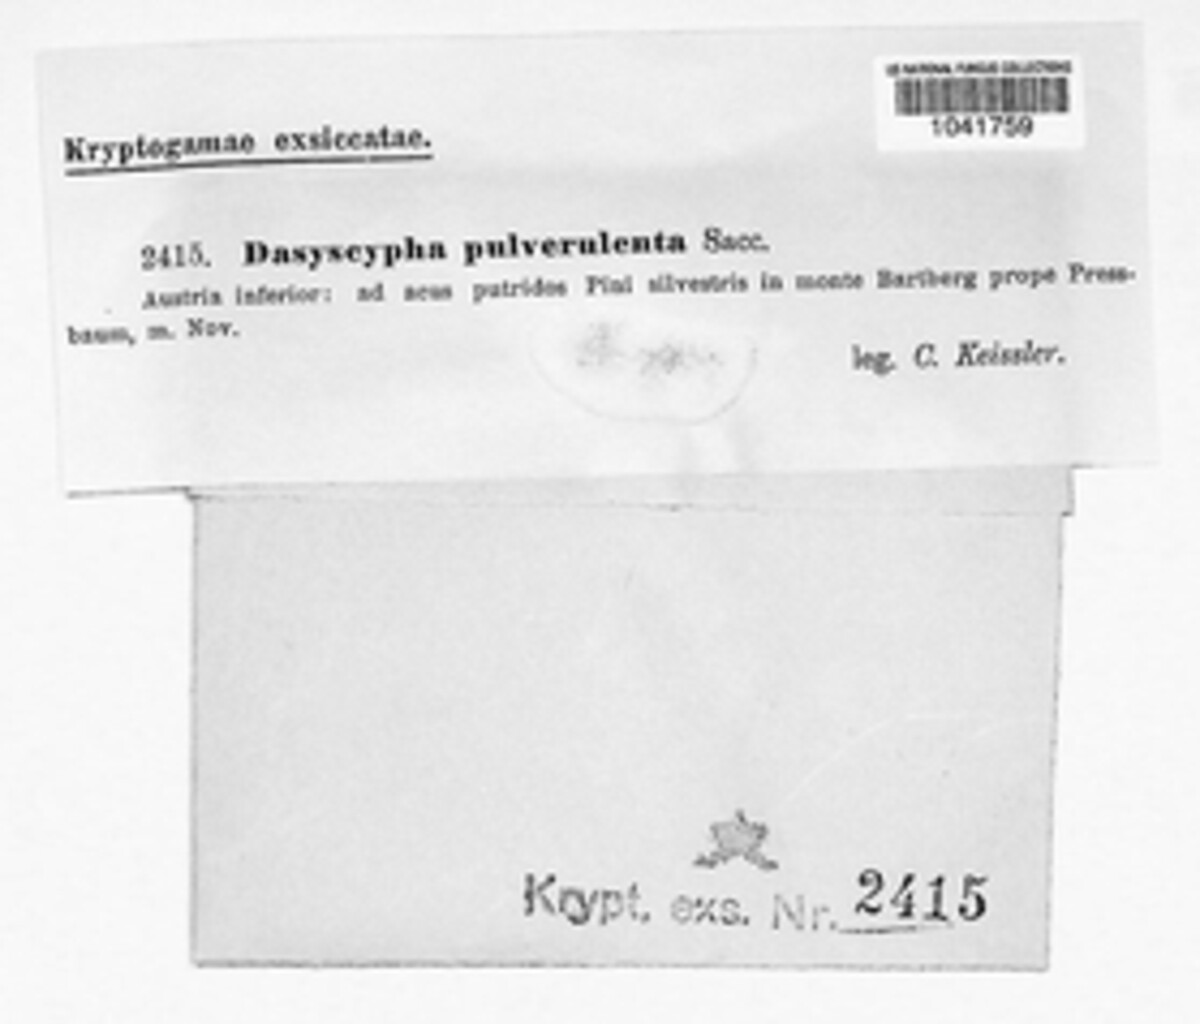 US NATIONAL FUNGUS COLLECTIONS
1041759
Kryptogamae exsiccatae.
2415. Dasyscypha pulverulenta Sacc.
Austria inferior: ad acus putridos Pini silvestris in monte Bartberg prope Press-
baum, m. Nov.
leg. C. Keissler.
Krypt. exs. Nr. 2415